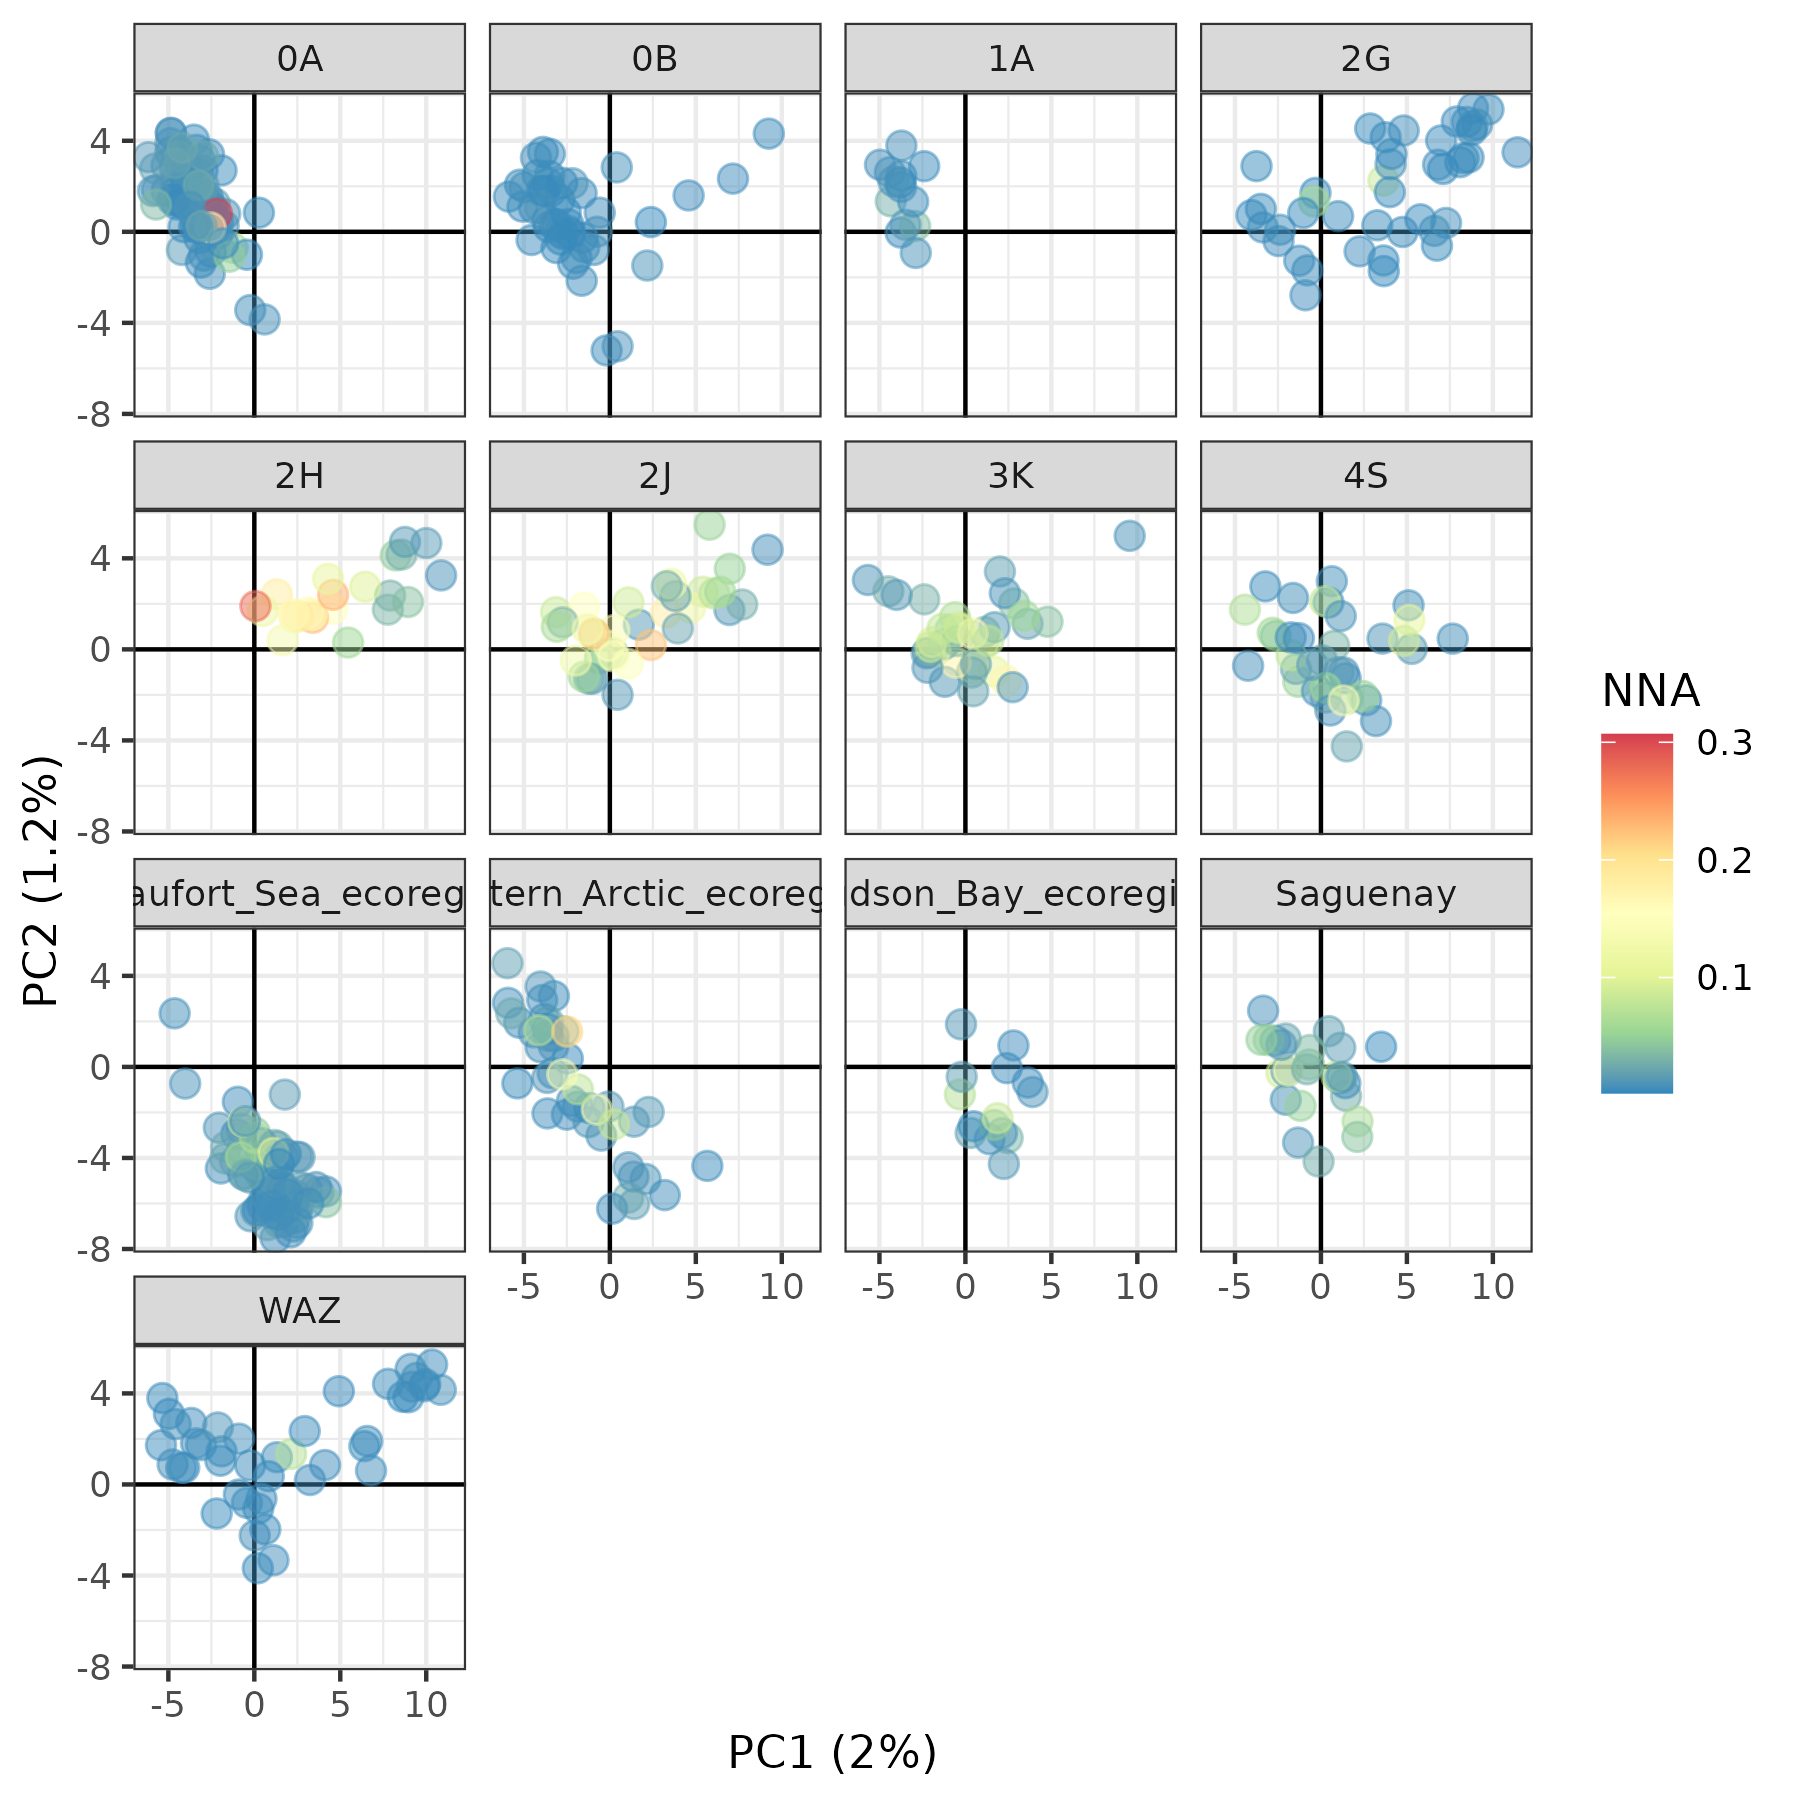 0A 0B 1A 2G
4
0
-4
-8
2H 2J 3K 4S
4
0
-4
-8
NNA
0.3
0.2
0.1
PC2 (1.2%)
aufort_Sea_ecoreg tern_Arctic_ecoreg dson_Bay_ecoregi Saguenay
4
0
-4
-8
-5 0 5 10 -5 0 5 10 -5 0 5 10
WAZ
4
0
-4
-8
-5 0 5 10
PC1 (2%)